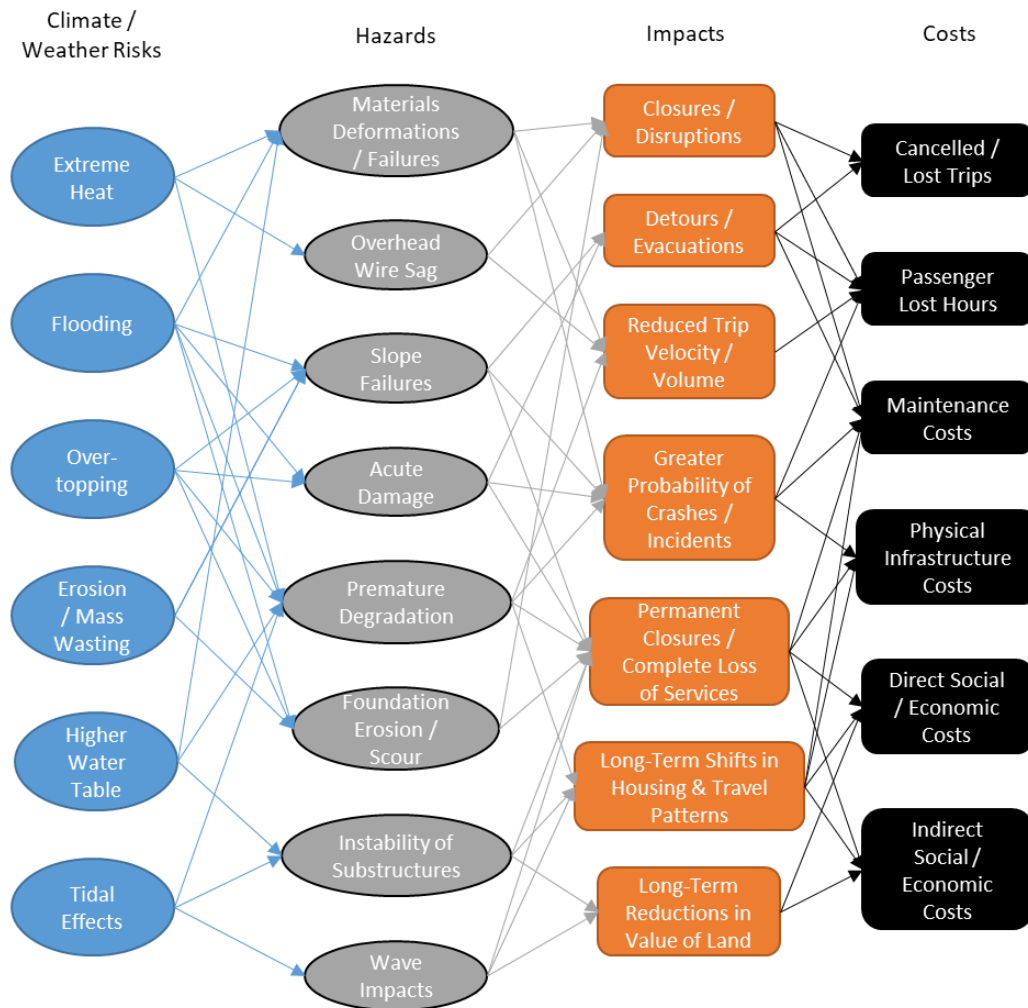 Climate /
Weather Risks
Hazards
Impacts
Costs
Extreme
Heat
Flooding
Over-
topping
Erosion
/ Mass
Wasting
Higher
Water
Table
Tidal
Effects
Materials
Deformations
/ Failures
Overhead
Wire Sag
Slope
Failures
Acute
Damage
Premature
Degradation
Foundation
Erosion /
Scour
Instability of
Substructures
Wave
Impacts
Closures /
Disruptions
Detours /
Evacuations
Reduced Trip
Velocity /
Volume
Greater
Probability of
Crashes /
Incidents
Permanent
Closures /
Complete Loss
of Services
Long-Term Shifts in
Housing & Travel
Patterns
Long-Term
Reductions in
Value of Land
Cancelled /
Lost Trips
Passenger
Lost Hours
Maintenance
Costs
Physical
Infrastructure
Costs
Direct Social
/ Economic
Costs
Indirect
Social /
Economic
Costs